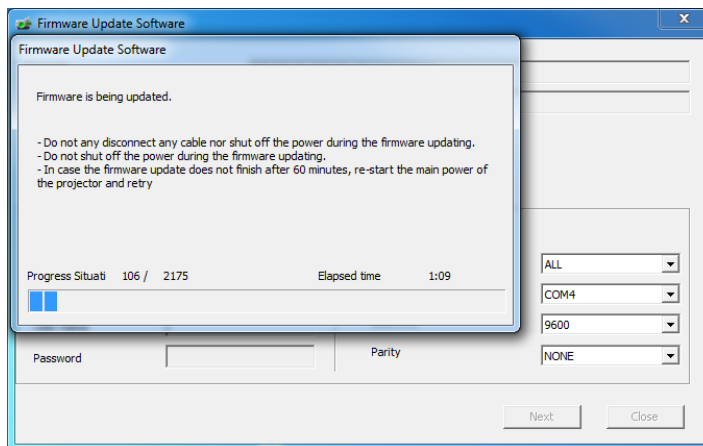 Firmware Update Software
Firmware Update Software
Firmware is being updated.
- Do not any disconnect any cable nor shut off the power during the firmware updating.
- Do not shut off the power during the firmware updating.
- In case the firmware update does not finish after 60 minutes, re-start the main power of
the projector and retry
Progress Situati 106 / 2175 Elapsed time 1:09
ALL
COM4
9600
Password Parity NONE
Next Close